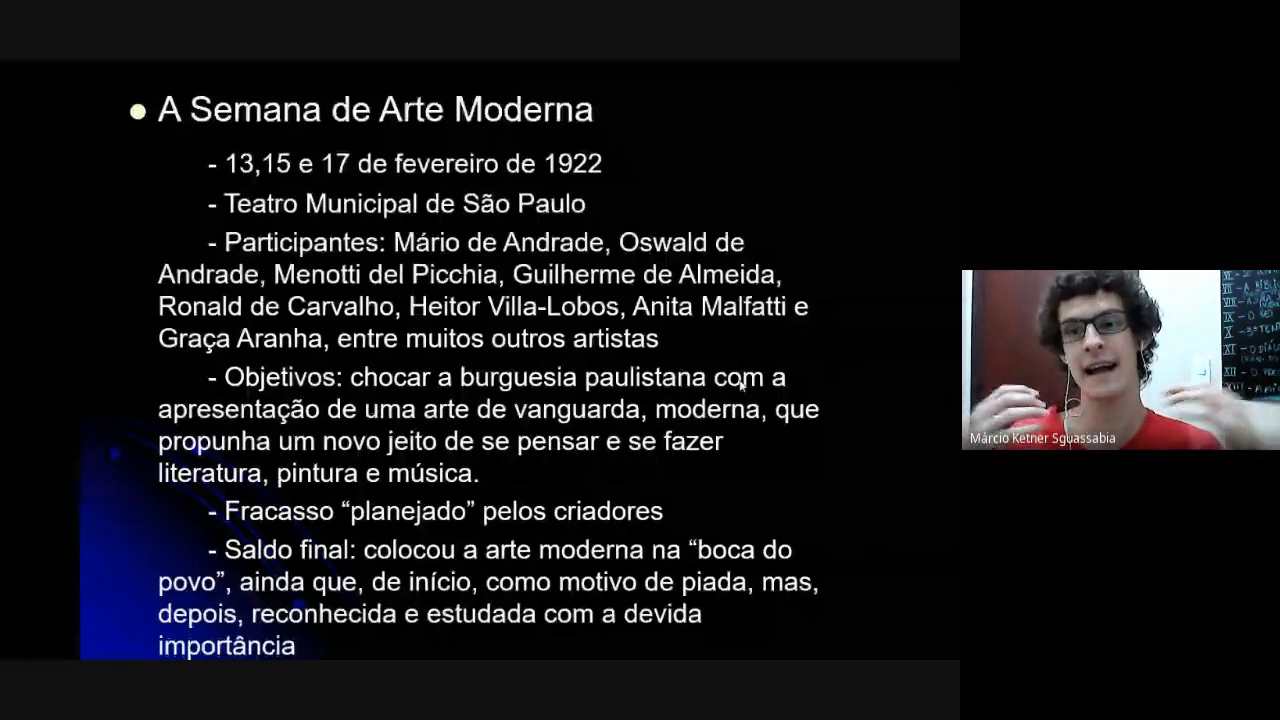 A Semana de Arte Moderna
- 13,15 e 17 de fevereiro de 1922
- Teatro Municipal de São Paulo
- Participantes: Mário de Andrade, Oswald de
Andrade, Menotti del Picchia, Guilherme de Almeida,
Ronald de Carvalho, Heitor Villa-Lobos, Anita Malfatti e
Graça Aranha, entre muitos outros artistas
- Objetivos: chocar a burguesia paulistana com a
apresentação de uma arte de vanguarda, moderna, que
propunha um novo jeito de se pensar e se fazer
literatura, pintura e música.
- Fracasso “planejado” pelos criadores
- Saldo final: colocou a arte moderna na “boca do
povo”, ainda que, de início, como motivo de piada, mas,
depois, reconhecida e estudada com a devida
importância
Márcio Ketner Sguassabia